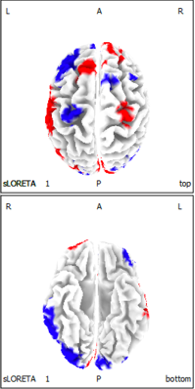 L A R
sLORETA 1 P top
R A L
sLORETA 1 P bottom